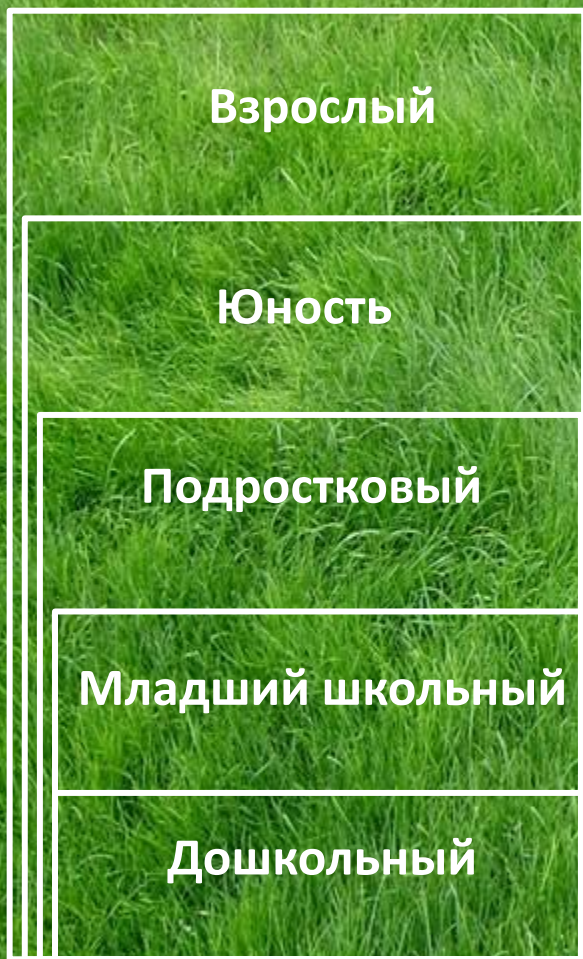 Взрослый
Юность
Подростковый
Младший школьный
Дошкольный